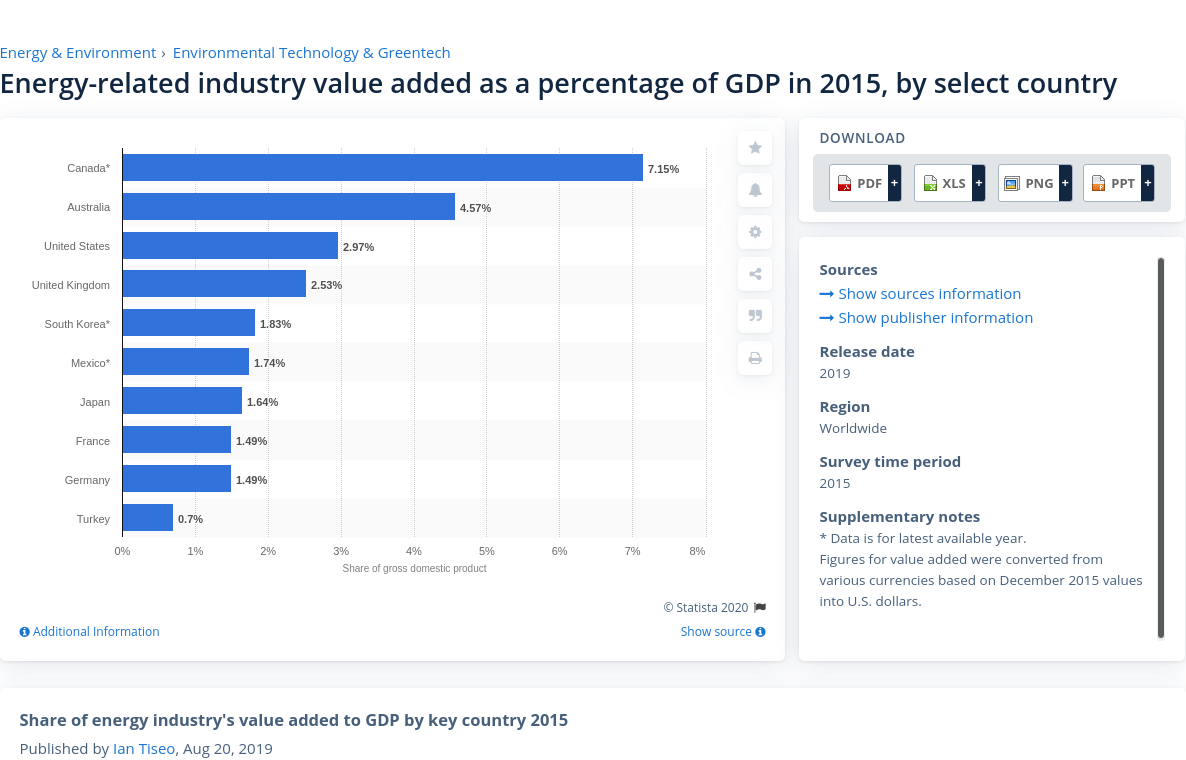 Energy & Environment › Environmental Technology & Greentech
Energy-related industry value added as a percentage of GDP in 2015, by select country
Canada* 7.15%
Australia 4.57%
United States 2.97%
United Kingdom 2.53%
South Korea* 1.83%
Mexico* 1.74%
Japan 1.64%
France 1.49%
Germany 1.49%
Turkey 0.7%
0% 1% 2% 3% 4% 5% 6% 7% 8%
Share of gross domestic product
© Statista 2020
Additional Information Show source
DOWNLOAD
PDF + XLS + PNG + PPT +
Sources
Show sources information
Show publisher information
Release date
2019
Region
Worldwide
Survey time period
2015
Supplementary notes
* Data is for latest available year.
Figures for value added were converted from
various currencies based on December 2015 values
into U.S. dollars.
Share of energy industry's value added to GDP by key country 2015
Published by Ian Tiseo, Aug 20, 2019